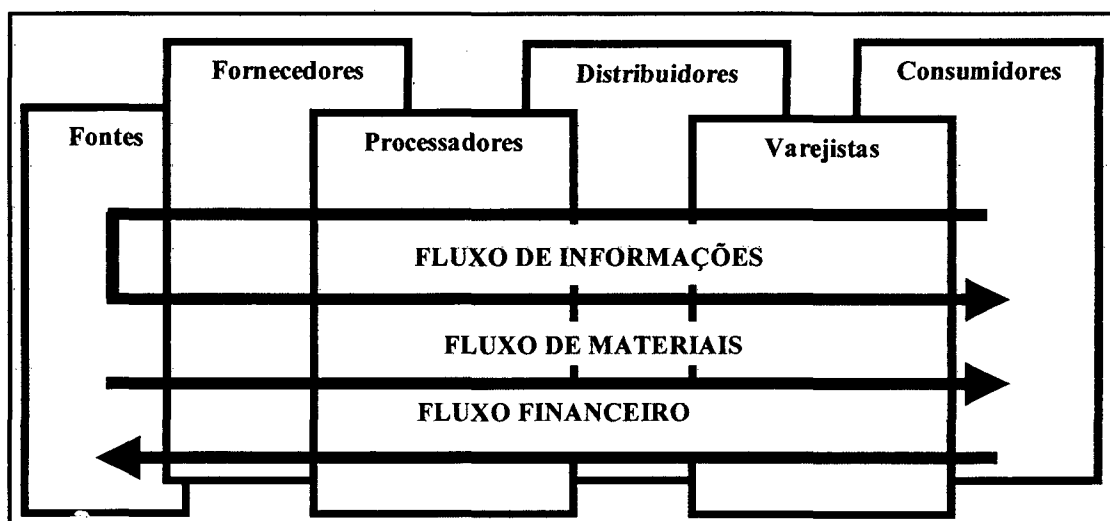 Fornecedores
Distribuidores
Consumidores
Fontes
Processadores
Varejistas
FLUXO DE INFORMAÇÕES
FLUXO DE MATERIAIS
FLUXO FINANCEIRO